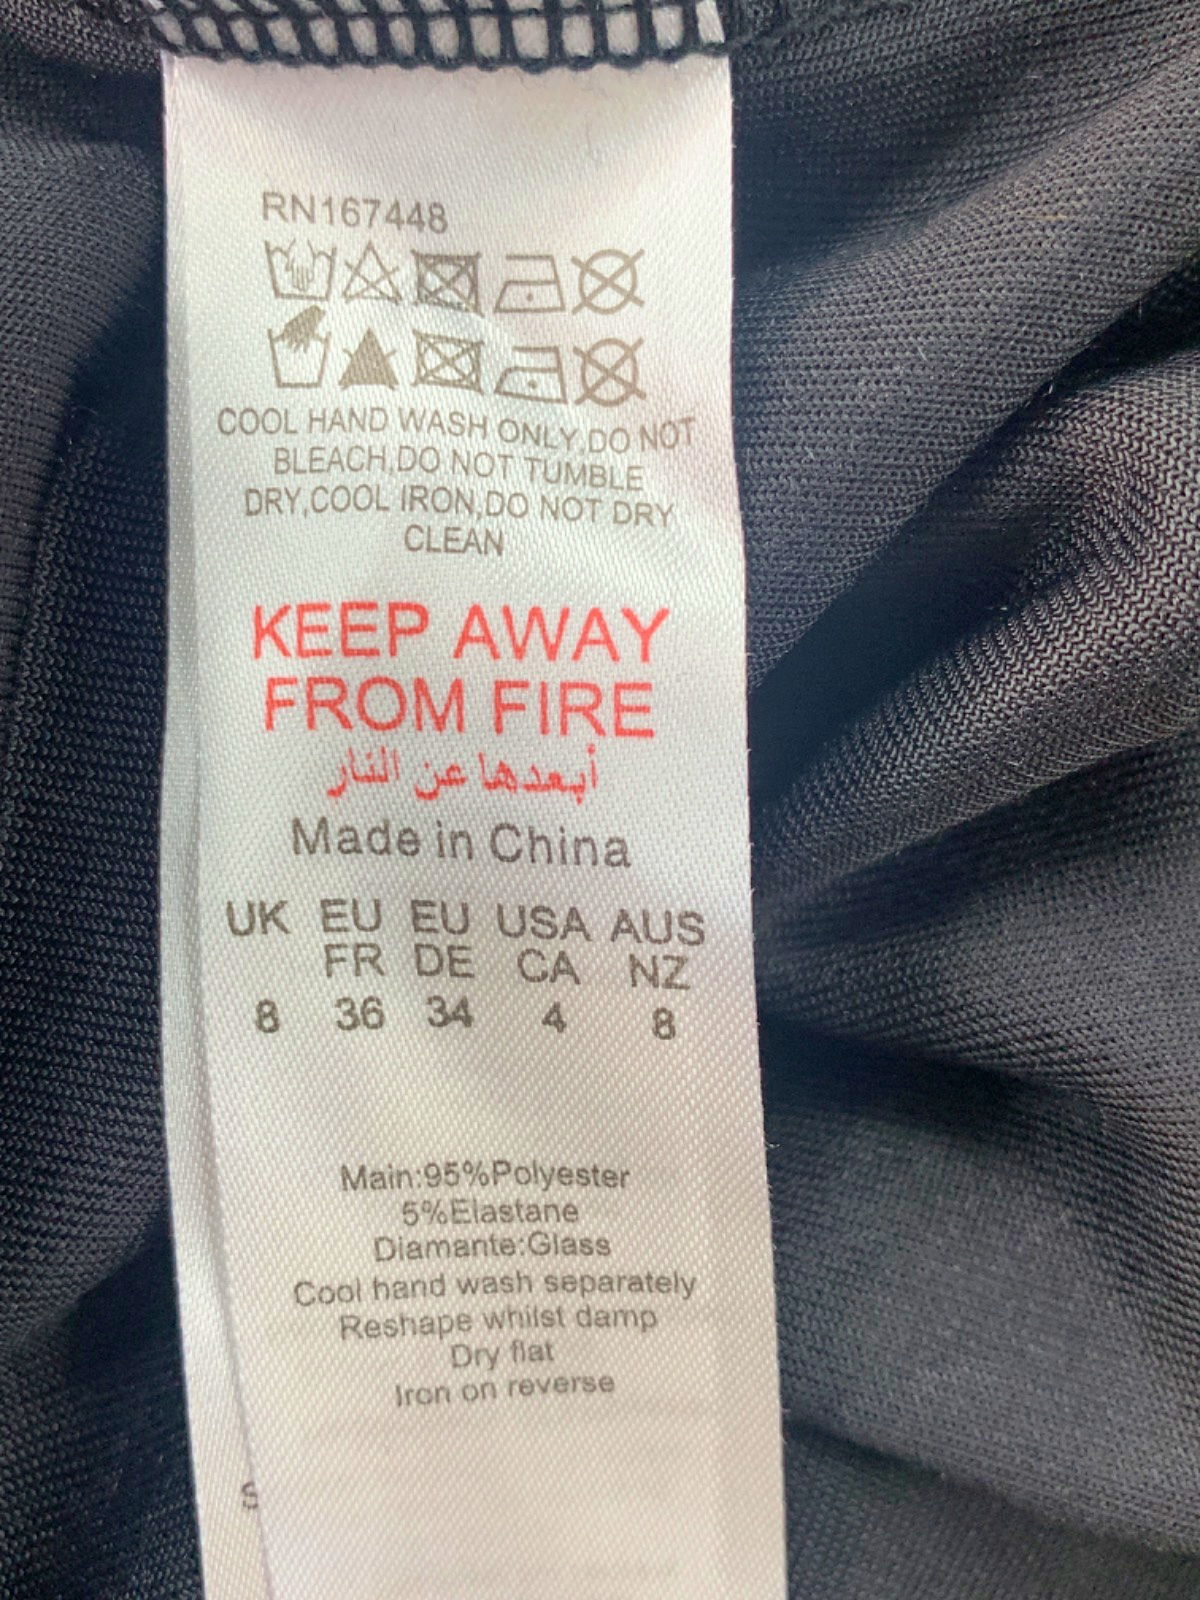 RN167448
COOL HAND WASH ONLY,DO NOT
BLEACH,DO NOT TUMBLE
DRY,COOL IRON,DO NOT DRY
CLEAN
KEEP AWAY
FROM FIRE
أبعدها عن النار
Made in China
UK EU EU USA AUS
FR DE CA NZ
8 36 34 4 8
Main:95%Polyester
5%Elastane
Diamante:Glass
Cool hand wash separately
Reshape whilst damp
Dry flat
Iron on reverse